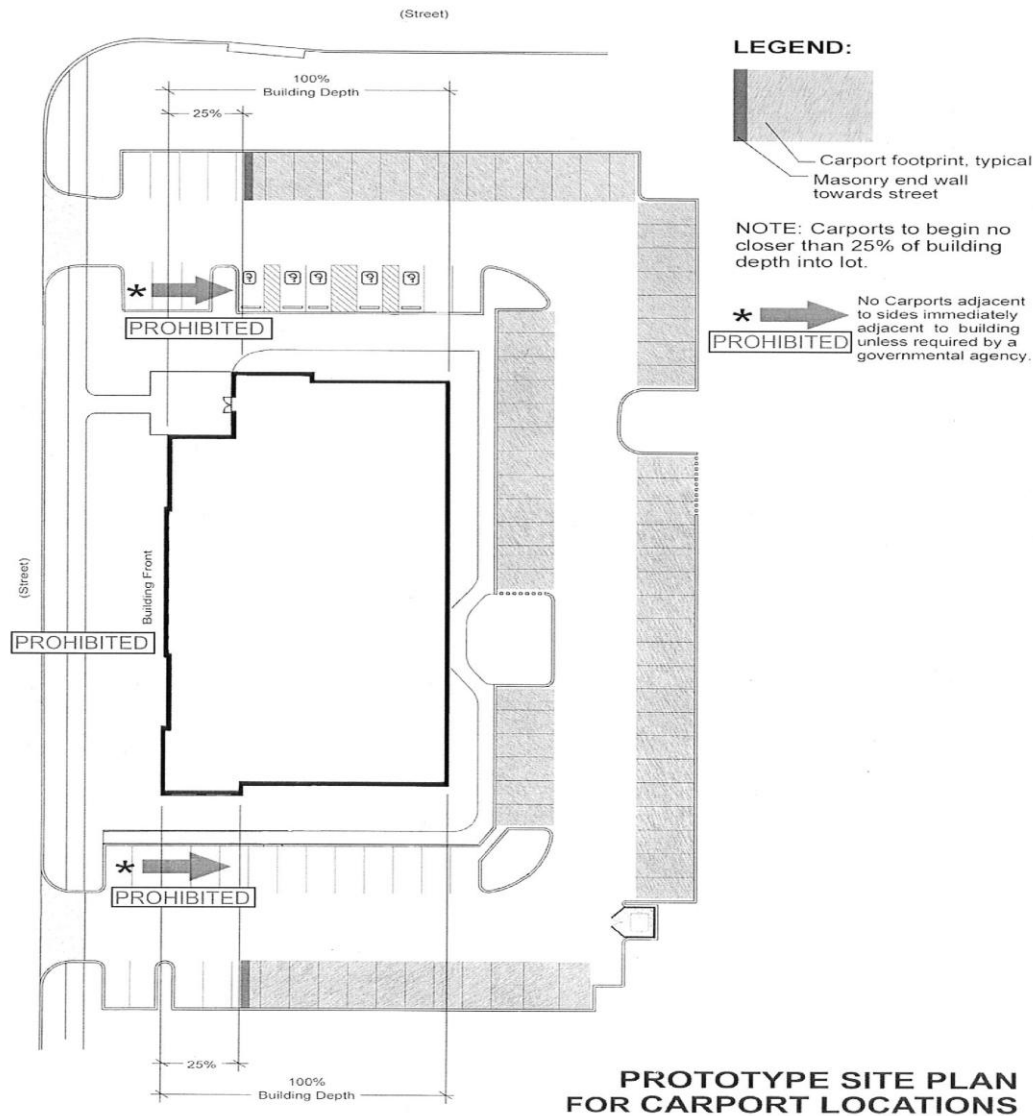 (Street)
LEGEND:
100%
Building Depth
25%
Carport footprint, typical
Masonry end wall
towards street
NOTE: Carports to begin no
closer than 25% of building
depth into lot.
*
PROHIBITED
*
PROHIBITED
No Carports adjacent
to sides immediately
adjacent to building
unless required by a
governmental agency.
(Street)
Building Front
PROHIBITED
*
PROHIBITED
25%
100%
Building Depth
PROTOTYPE SITE PLAN
FOR CARPORT LOCATIONS